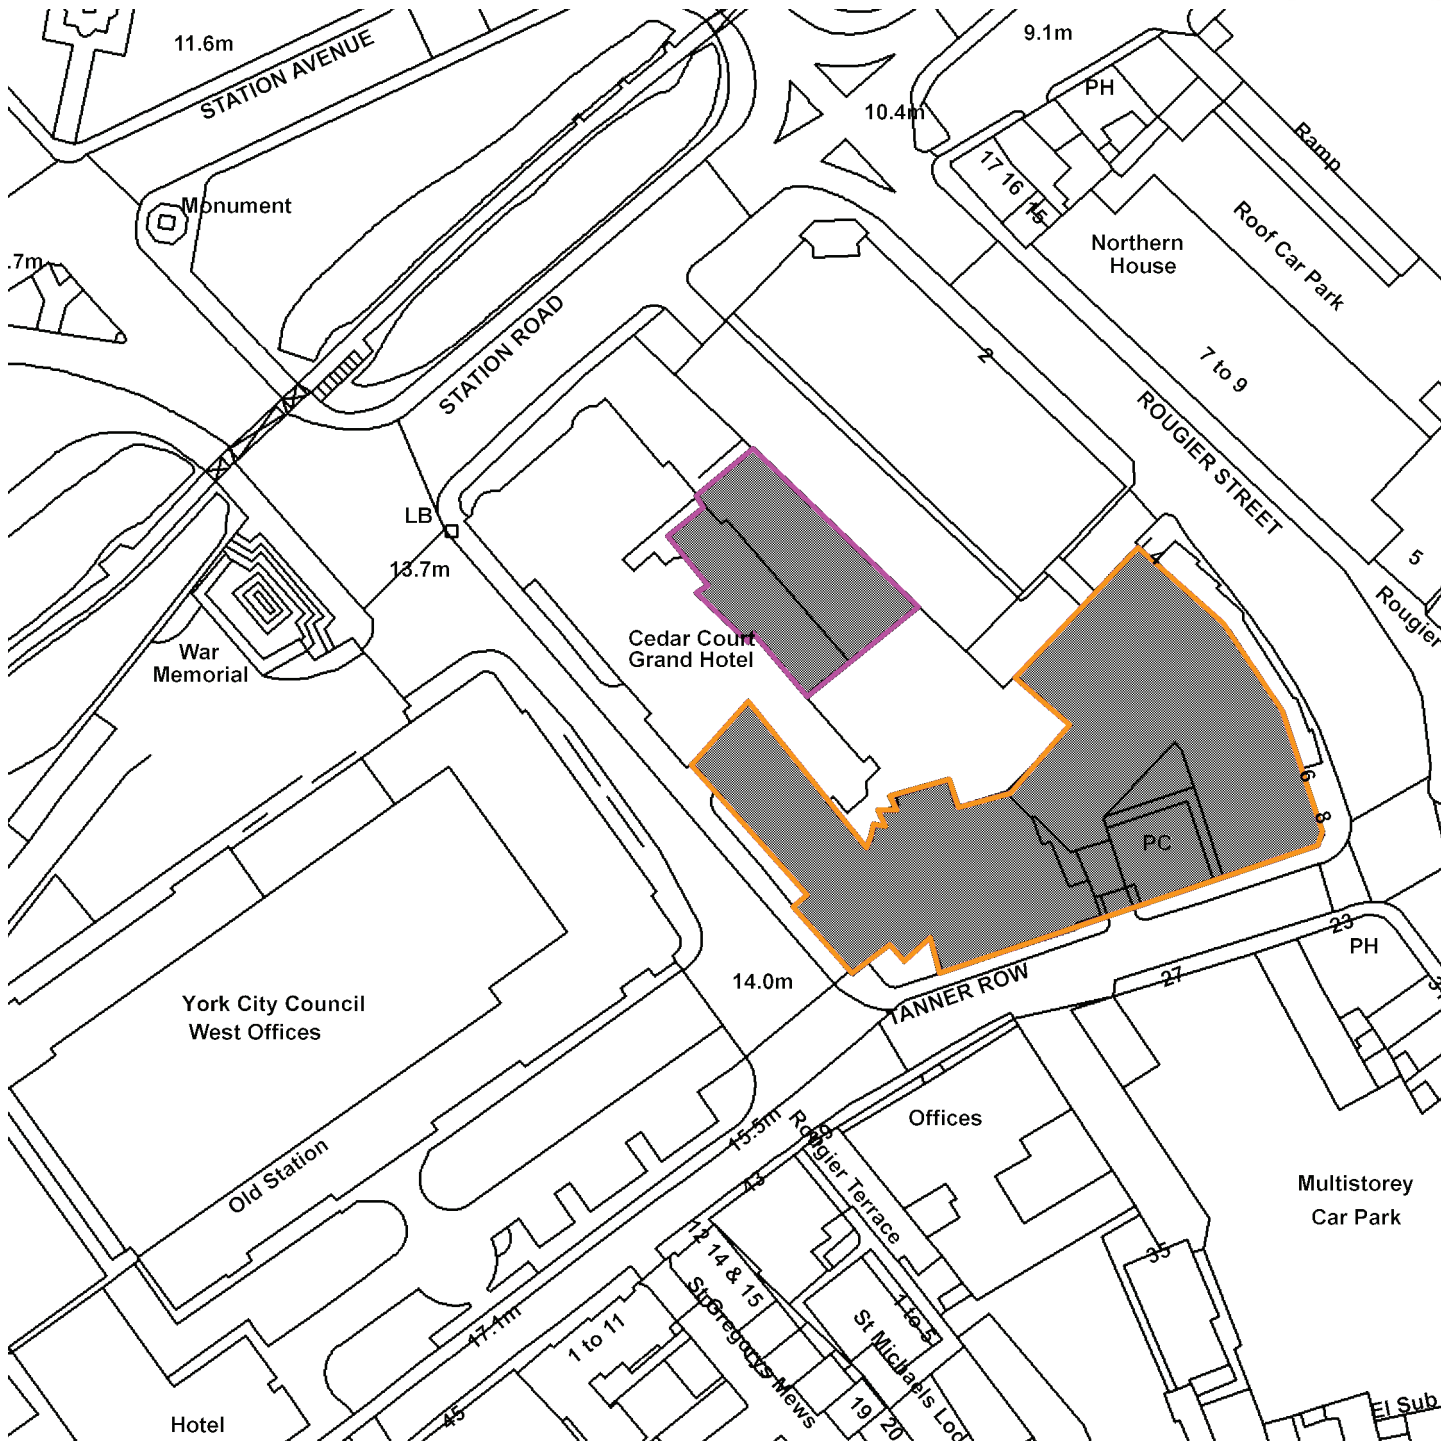 11.6m
STATION AVENUE
9.1m
PH
10.4m
Ramp
17
16
15
Monument
Roof Car Park
Northern
House
.7m
STATION ROAD
2
7 to 9
ROUGIER STREET
LB
4
5
13.7m
Rougier
Cedar Court
Grand Hotel
War
Memorial
6
8
PC
23
PH
14.0m
27
TANNER ROW
York City Council
West Offices
Offices
15.5m
Rougier Terrace
Old Station
43
Multistorey
Car Park
12
14 & 15
35
17.1m
1 to 11
St Gregorys Mews
1 to 5
St Michaels Lod
19
20
45
Hotel
El Sub